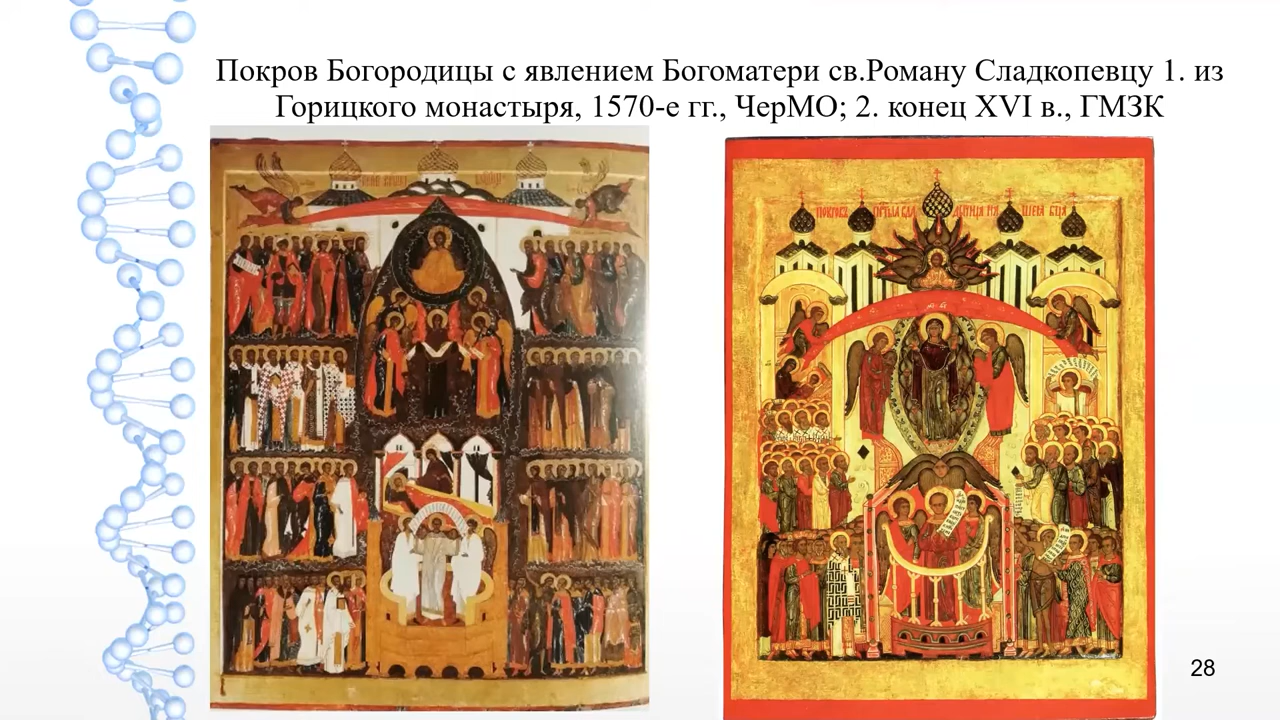 Покров Богородицы с явлением Богоматери св.Роману Сладкопевцу 1. из
Горицкого монастыря, 1570-е гг., ЧерМО; 2. конец XVI в., ГМЗК
28